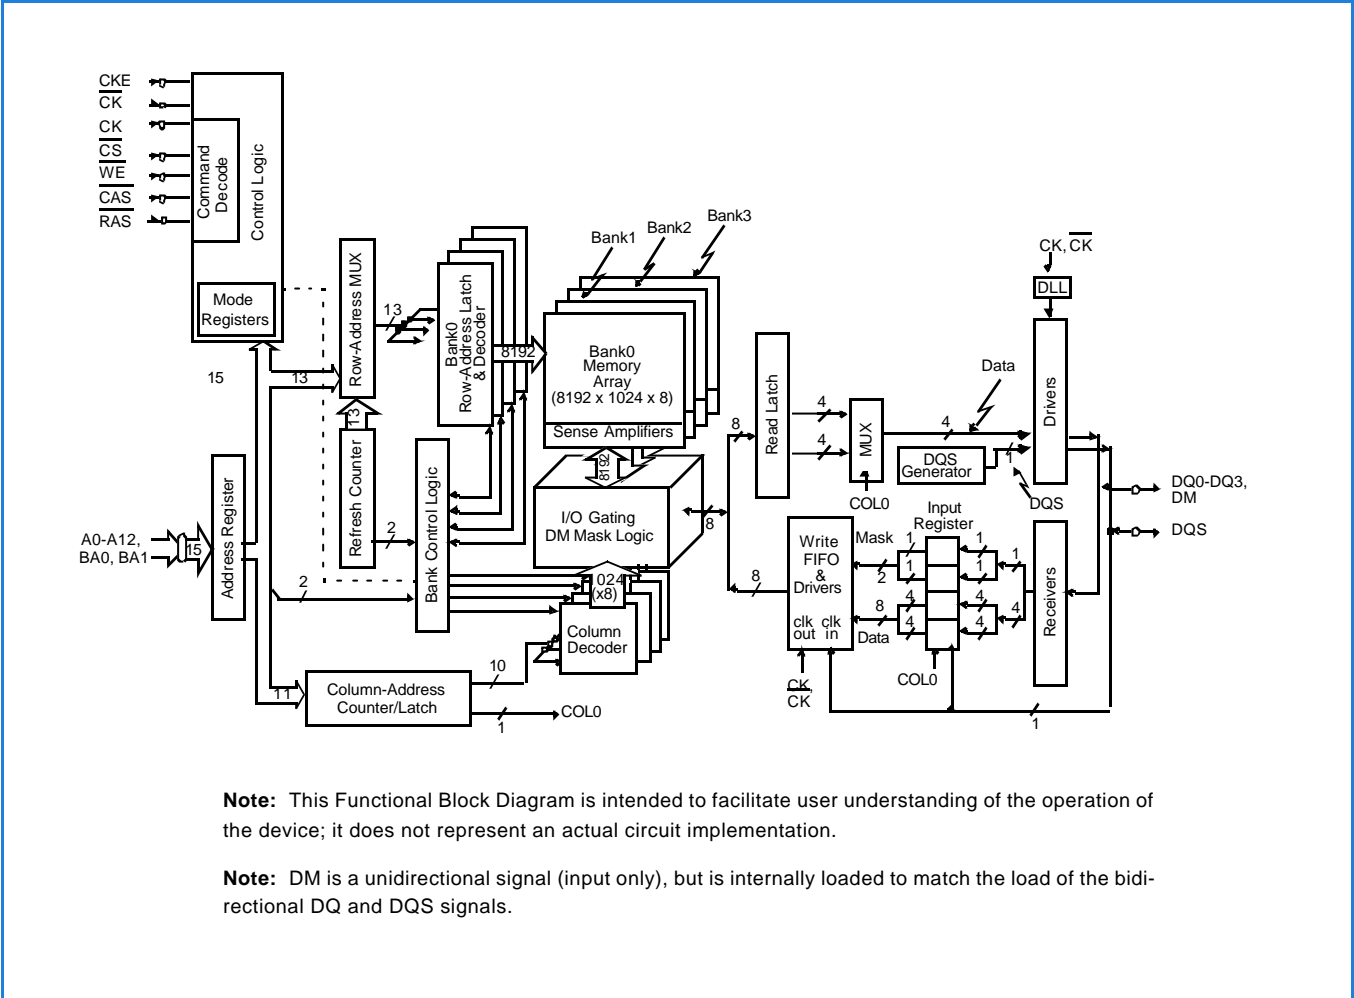 CKE
CK
CK
CS
WE
CAS
RAS
Command
Decode
Control Logic
Mode
Registers
Row-Address MUX
13
Bank0
Row-Address Latch
& Decoder
8192
Bank1
Bank2
Bank3
Bank0
Memory
Array
(8192 x 1024 x 8)
Sense Amplifiers
8192
15
13
13
Refresh Counter
2
Bank Control Logic
I/O Gating
DM Mask Logic
8
A0-A12,
BA0, BA1
15
Address Register
2
1024
(x8)
Column
Decoder
11
Column-Address
Counter/Latch
10
1
COL0
8
Read Latch
4
4
MUX
COL0
4
Data
DQS
Generator
1
DQS
CK, CK
DLL
Drivers
DQ0-DQ3,
DM
DQS
Input
Register
Write
FIFO
&
Drivers
clk
out
clk
in
8
Mask
2
8
Data
1
1
4
4
1
1
4
4
1
4
Receivers
CK,
CK
COL0
1
Note: This Functional Block Diagram is intended to facilitate user understanding of the operation of
the device; it does not represent an actual circuit implementation.
Note: DM is a unidirectional signal (input only), but is internally loaded to match the load of the bidi-
rectional DQ and DQS signals.